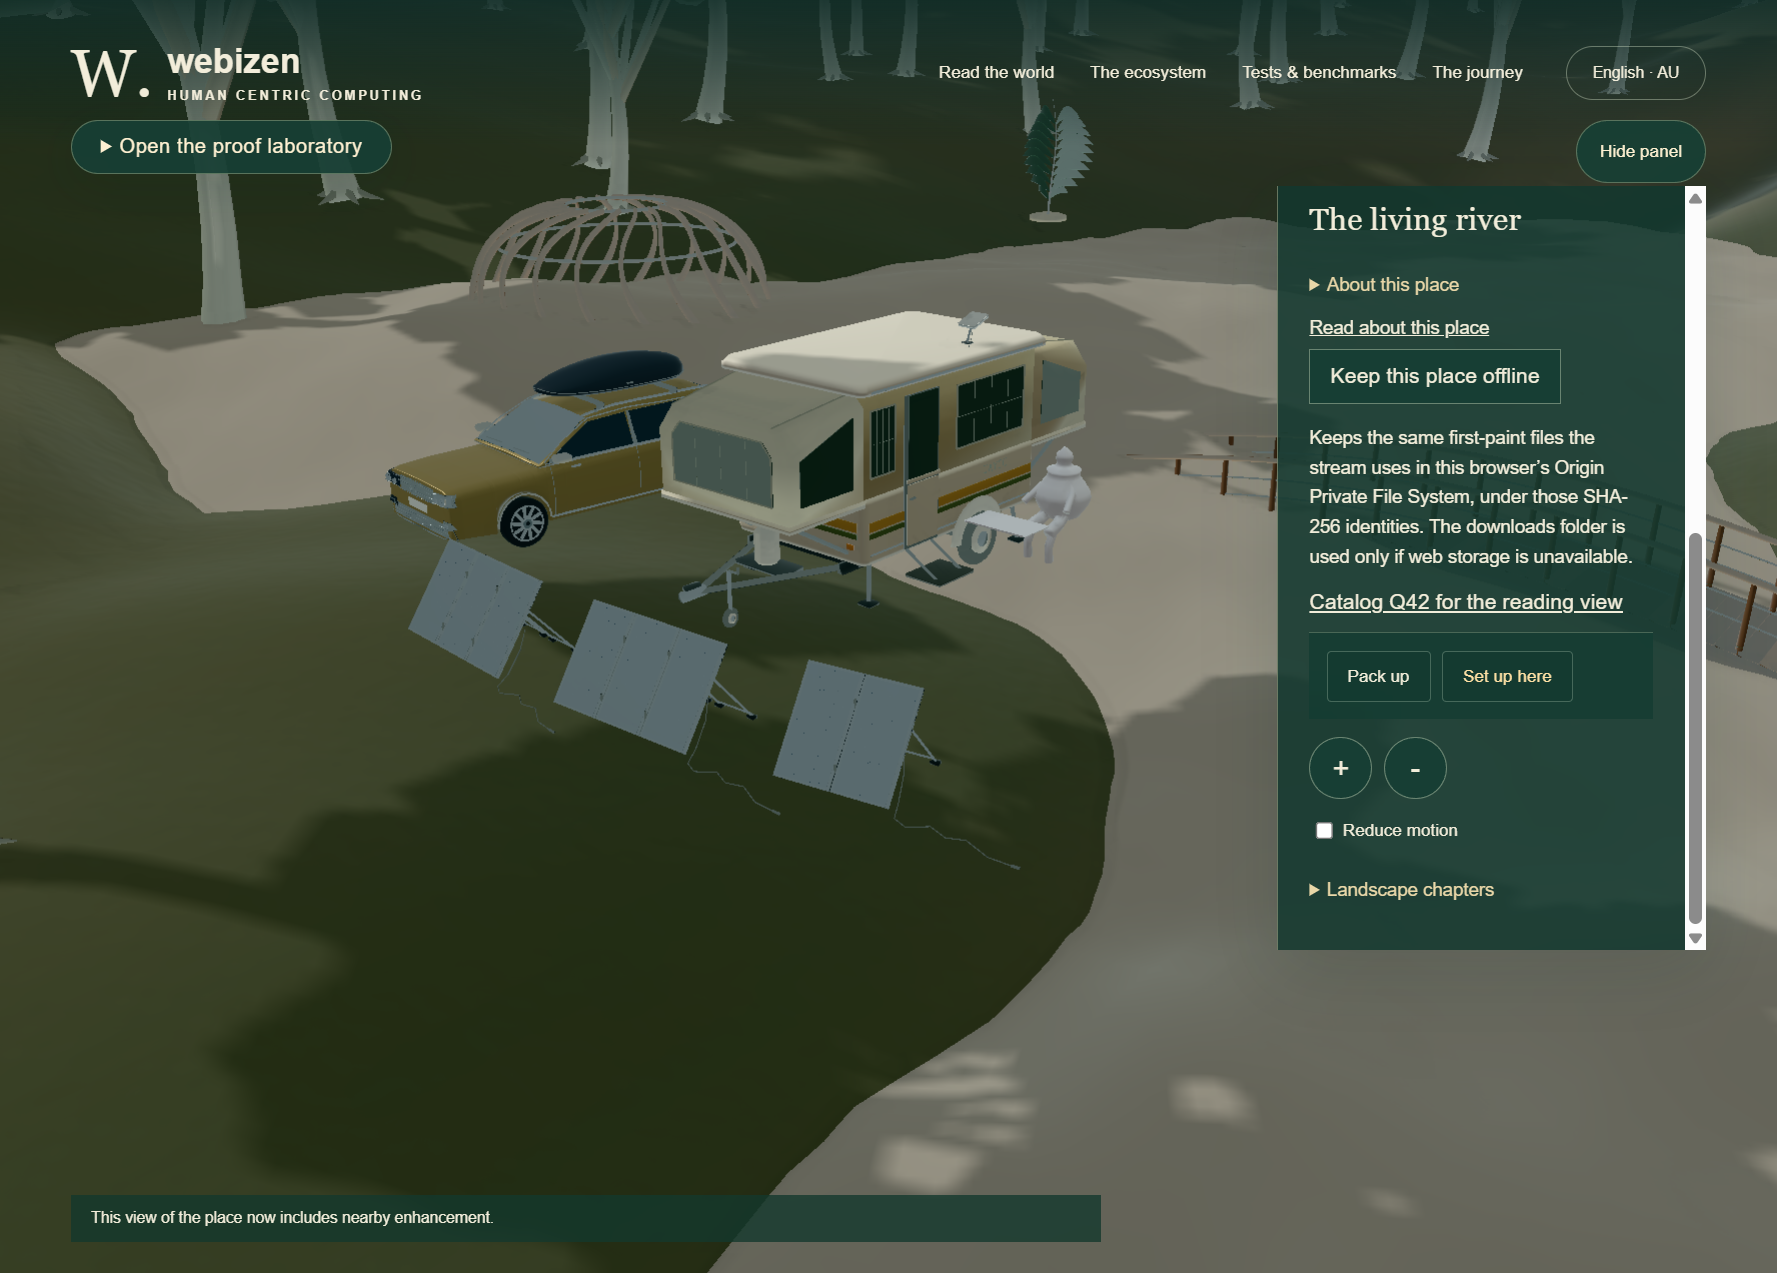 W.
webizen
HUMAN CENTRIC COMPUTING
Read the world
The ecosystem
Tests & benchmarks
The journey
English · AU
Open the proof laboratory
Hide panel
The living river
About this place
Read about this place
Keep this place offline
Keeps the same first-paint files the
stream uses in this browser’s Origin
Private File System, under those SHA-
256 identities. The downloads folder is
used only if web storage is unavailable.
Catalog Q42 for the reading view
Pack up
Set up here
+
-
Reduce motion
Landscape chapters
This view of the place now includes nearby enhancement.